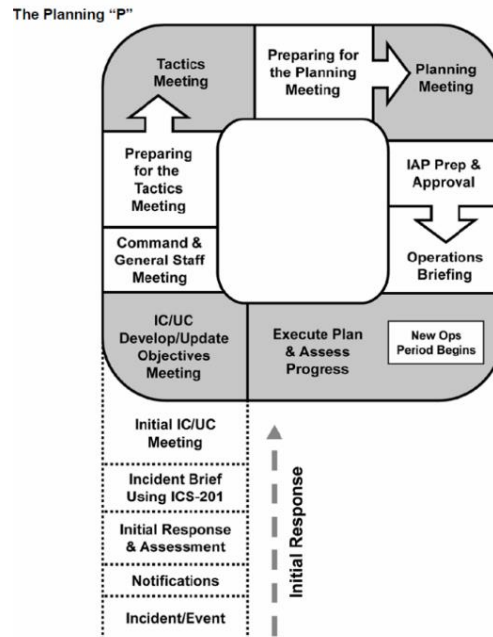 The Planning “P”
Tactics
Meeting
Preparing for
the Planning
Meeting
Planning
Meeting
Preparing
for the
Tactics
Meeting
IAP Prep &
Approval
Command &
General Staff
Meeting
Operations
Briefing
IC/UC
Develop/Update
Objectives
Meeting
Execute Plan
& Assess
Progress
New Ops
Period Begins
Initial IC/UC
Meeting
Incident Brief
Using ICS-201
Initial Response
& Assessment
Notifications
Incident/Event
Initial Response